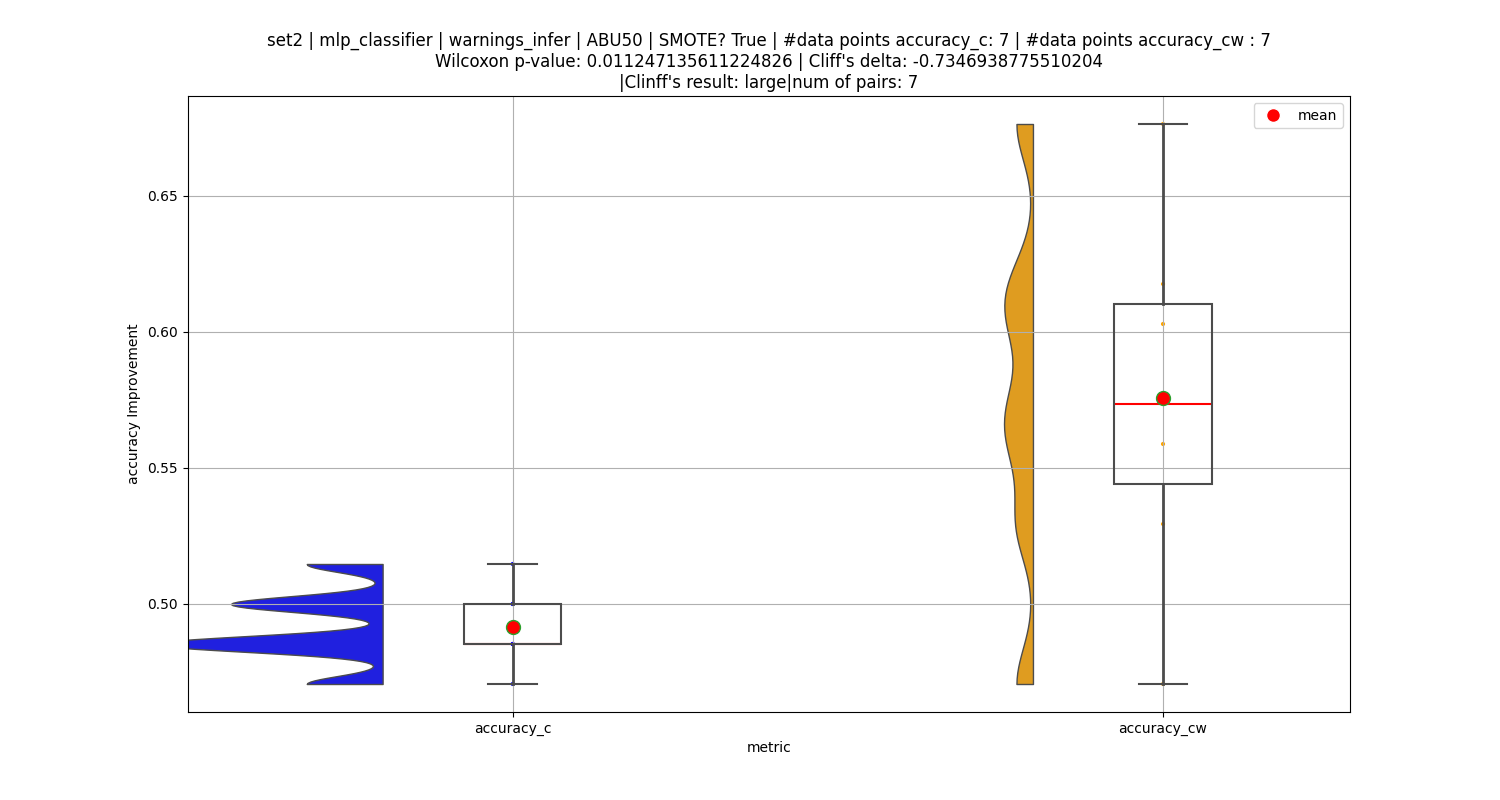 set2 | mlp_classifier | warnings_infer | ABU50 | SMOTE? True | #data points accuracy_c: 7 | #data points accuracy_cw : 7
Wilcoxon p-value: 0.011247135611224826 | Cliff's delta: -0.7346938775510204
|Clinff's result: large|num of pairs: 7
mean
0.65
0.60
0.55
0.50
accuracy Improvement
accuracy_c
accuracy_cw
metric